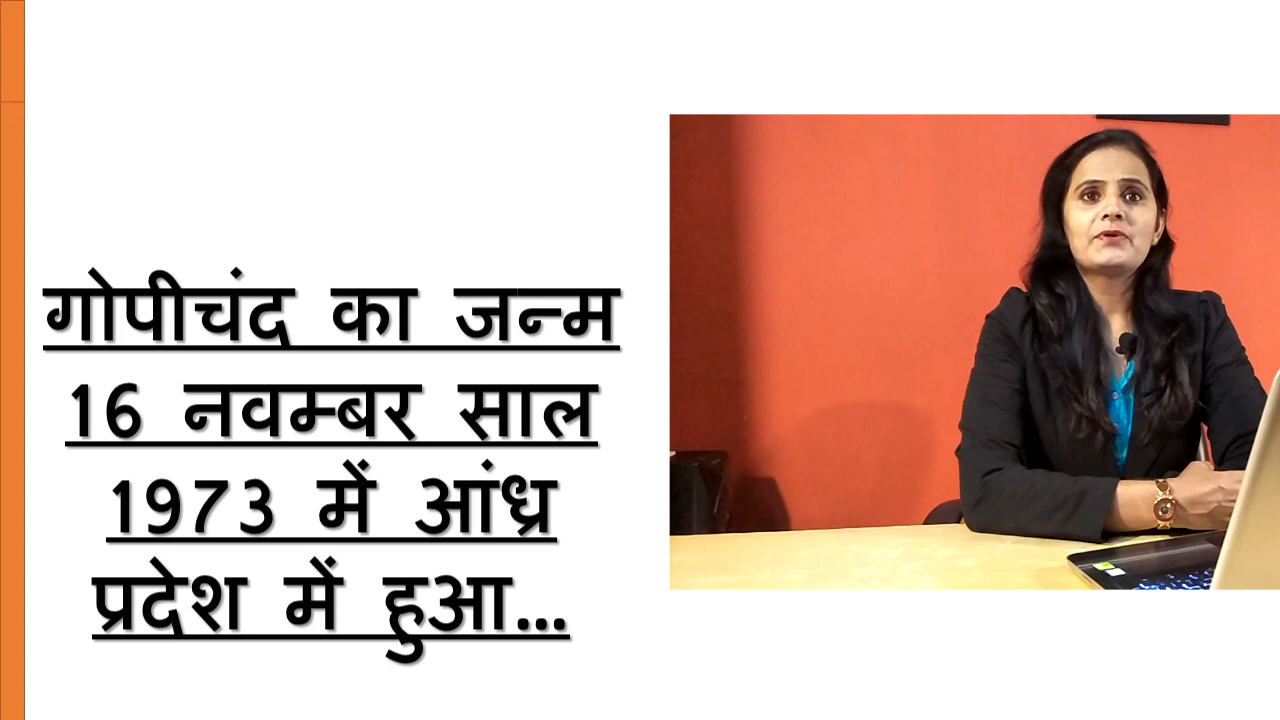 गोपीचंद का जन्म
16 नवम्बर साल
1973 में आंध्र
प्रदेश में हुआ...